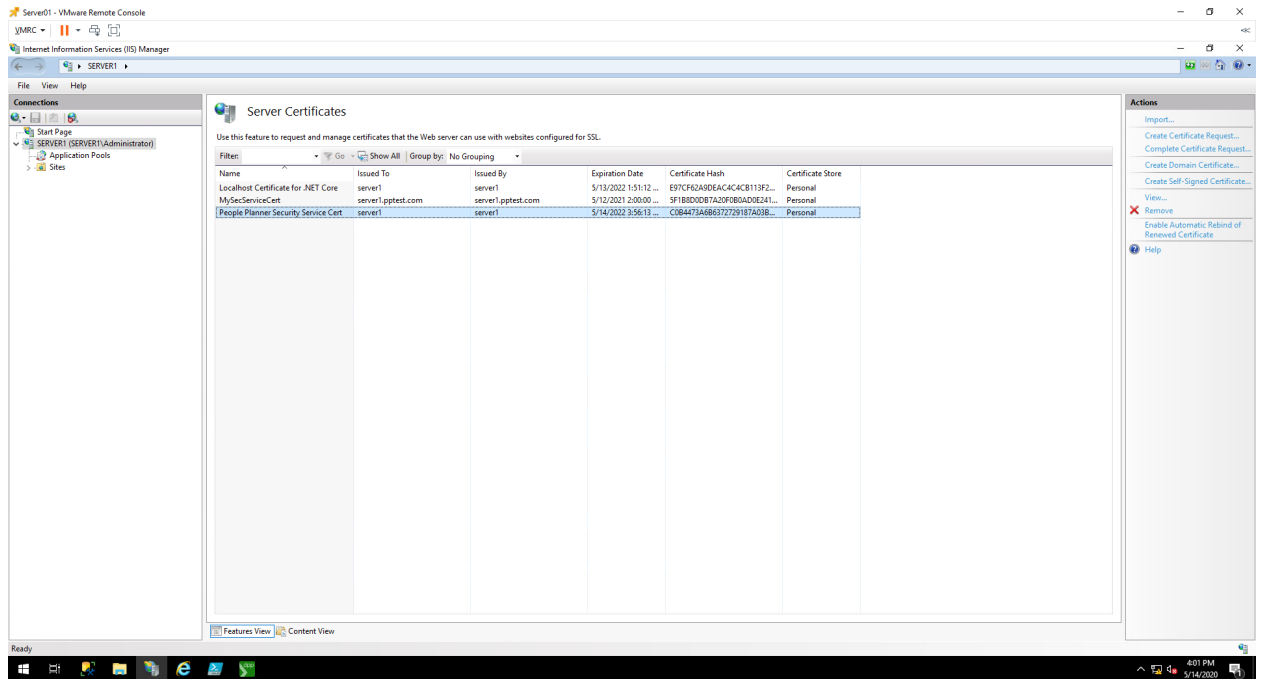 Server01 - VMware Remote Console
VMRC
Internet Information Services (IIS) Manager
SERVER1
File View Help
Connections
Start Page
SERVER1 (SERVER1\Administrator)
Application Pools
Sites
Server Certificates
Use this feature to request and manage certificates that the Web server can use with websites configured for SSL.
Filter: Go Show All Group by: No Grouping
Name Issued To Issued By Expiration Date Certificate Hash Certificate Store
Localhost Certificate for .NET Core server1 server1 5/13/2022 1:51:12 ... E97CF62A9DEAC4C4CB113F2... Personal
MySecServiceCert server1.pptest.com server1.pptest.com 5/12/2021 2:00:00 ... 5F1B8D0DB7A20F0B0AD0E241... Personal
People Planner Security Service Cert server1 server1 5/14/2022 3:56:13 ... C0B4473A6B6372729187A03B... Personal
Features View Content View
Actions
Import...
Create Certificate Request...
Complete Certificate Request...
Create Domain Certificate...
Create Self-Signed Certificate...
View...
Remove
Enable Automatic Rebind of
Renewed Certificate
Help
Ready
4:01 PM
5/14/2020